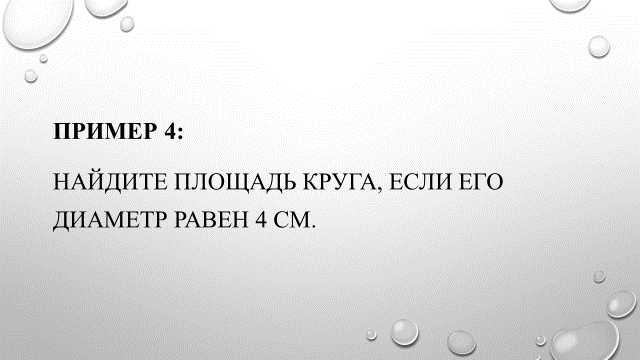 ПРИМЕР 4:
НАЙДИТЕ ПЛОЩАДЬ КРУГА, ЕСЛИ ЕГО
ДИАМЕТР РАВЕН 4 СМ.